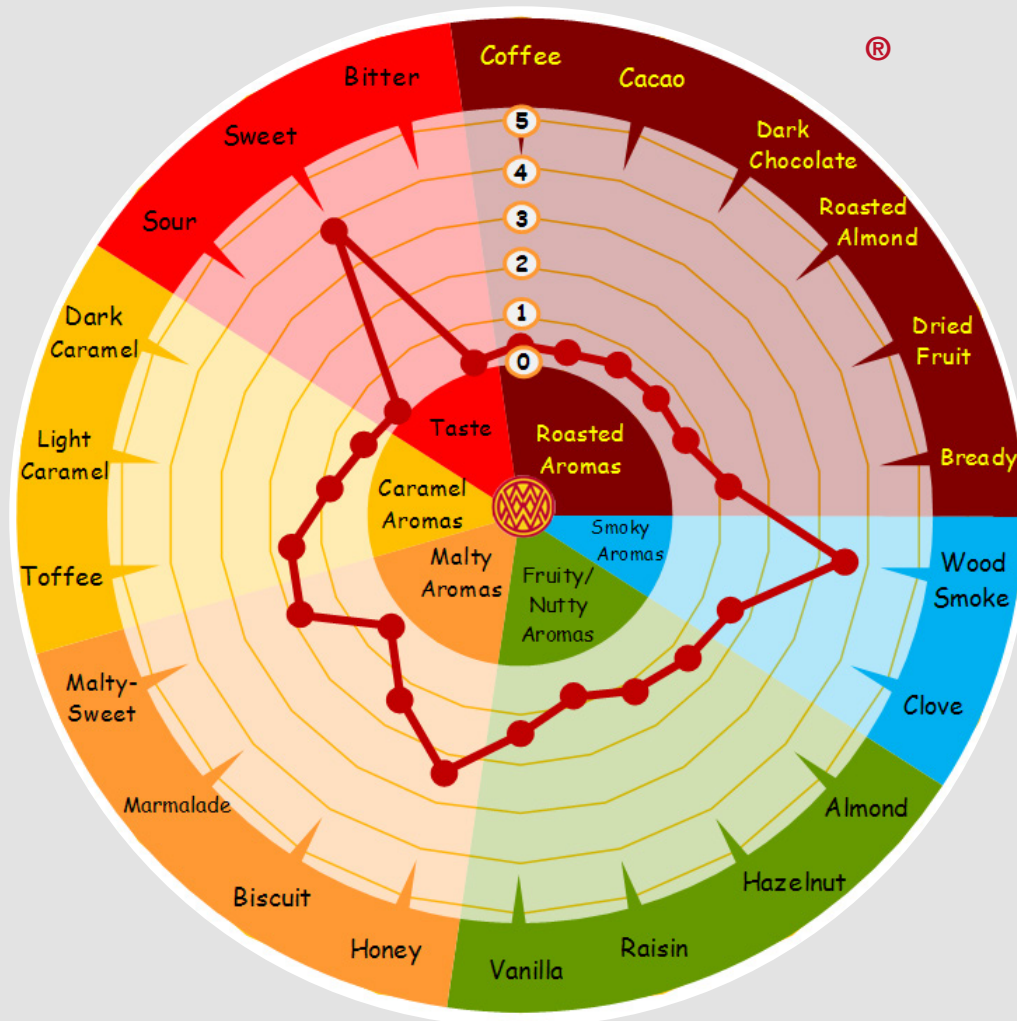 ®
Coffee
Cacao
Dark
Chocolate
Roasted
Almond
Dried
Fruit
Bready
Wood
Smoke
Clove
Almond
Hazelnut
Raisin
Vanilla
Honey
Biscuit
Marmalade
Malty-
Sweet
Toffee
Light
Caramel
Dark
Caramel
Sour
Sweet
Bitter
5
4
3
2
1
0
Taste
Roasted
Aromas
Smoky
Aromas
Fruity/
Nutty
Aromas
Malty
Aromas
Caramel
Aromas